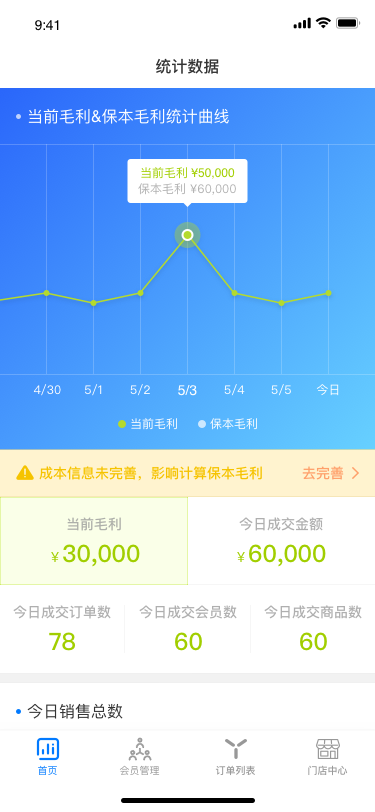 9:41
统计数据
当前毛利&保本毛利统计曲线
当前毛利 ¥50,000
保本毛利 ¥60,000
4/30 5/1 5/2 5/3 5/4 5/5 今日
当前毛利 保本毛利
成本信息未完善，影响计算保本毛利 去完善
当前毛利 今日成交金额
¥30,000 ¥60,000
今日成交订单数 今日成交会员数 今日成交商品数
78 60 60
今日销售总数
首页 会员管理 订单列表 门店中心